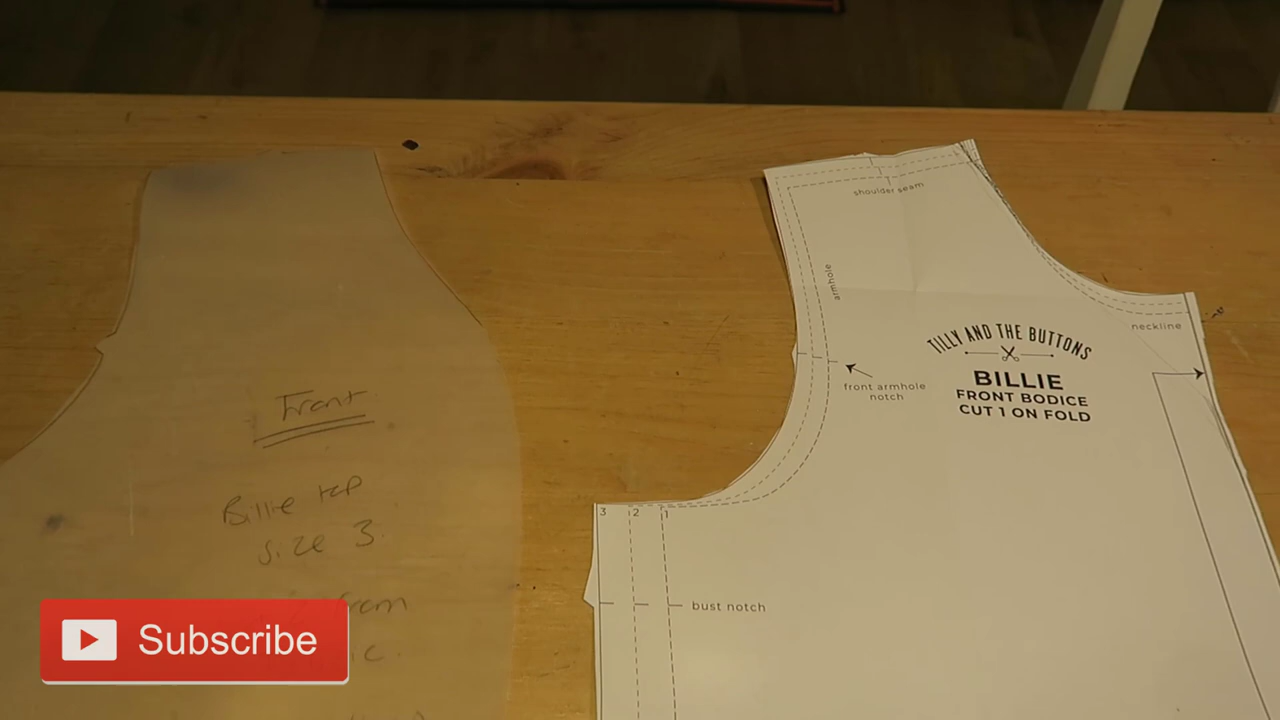 Front
Billie top
size 3.
from
shoulder seam
armhole
neckline
TILLY AND THE BUTTONS
BILLIE
FRONT BODICE
CUT 1 ON FOLD
front armhole
notch
3 2 1
bust notch
Subscribe